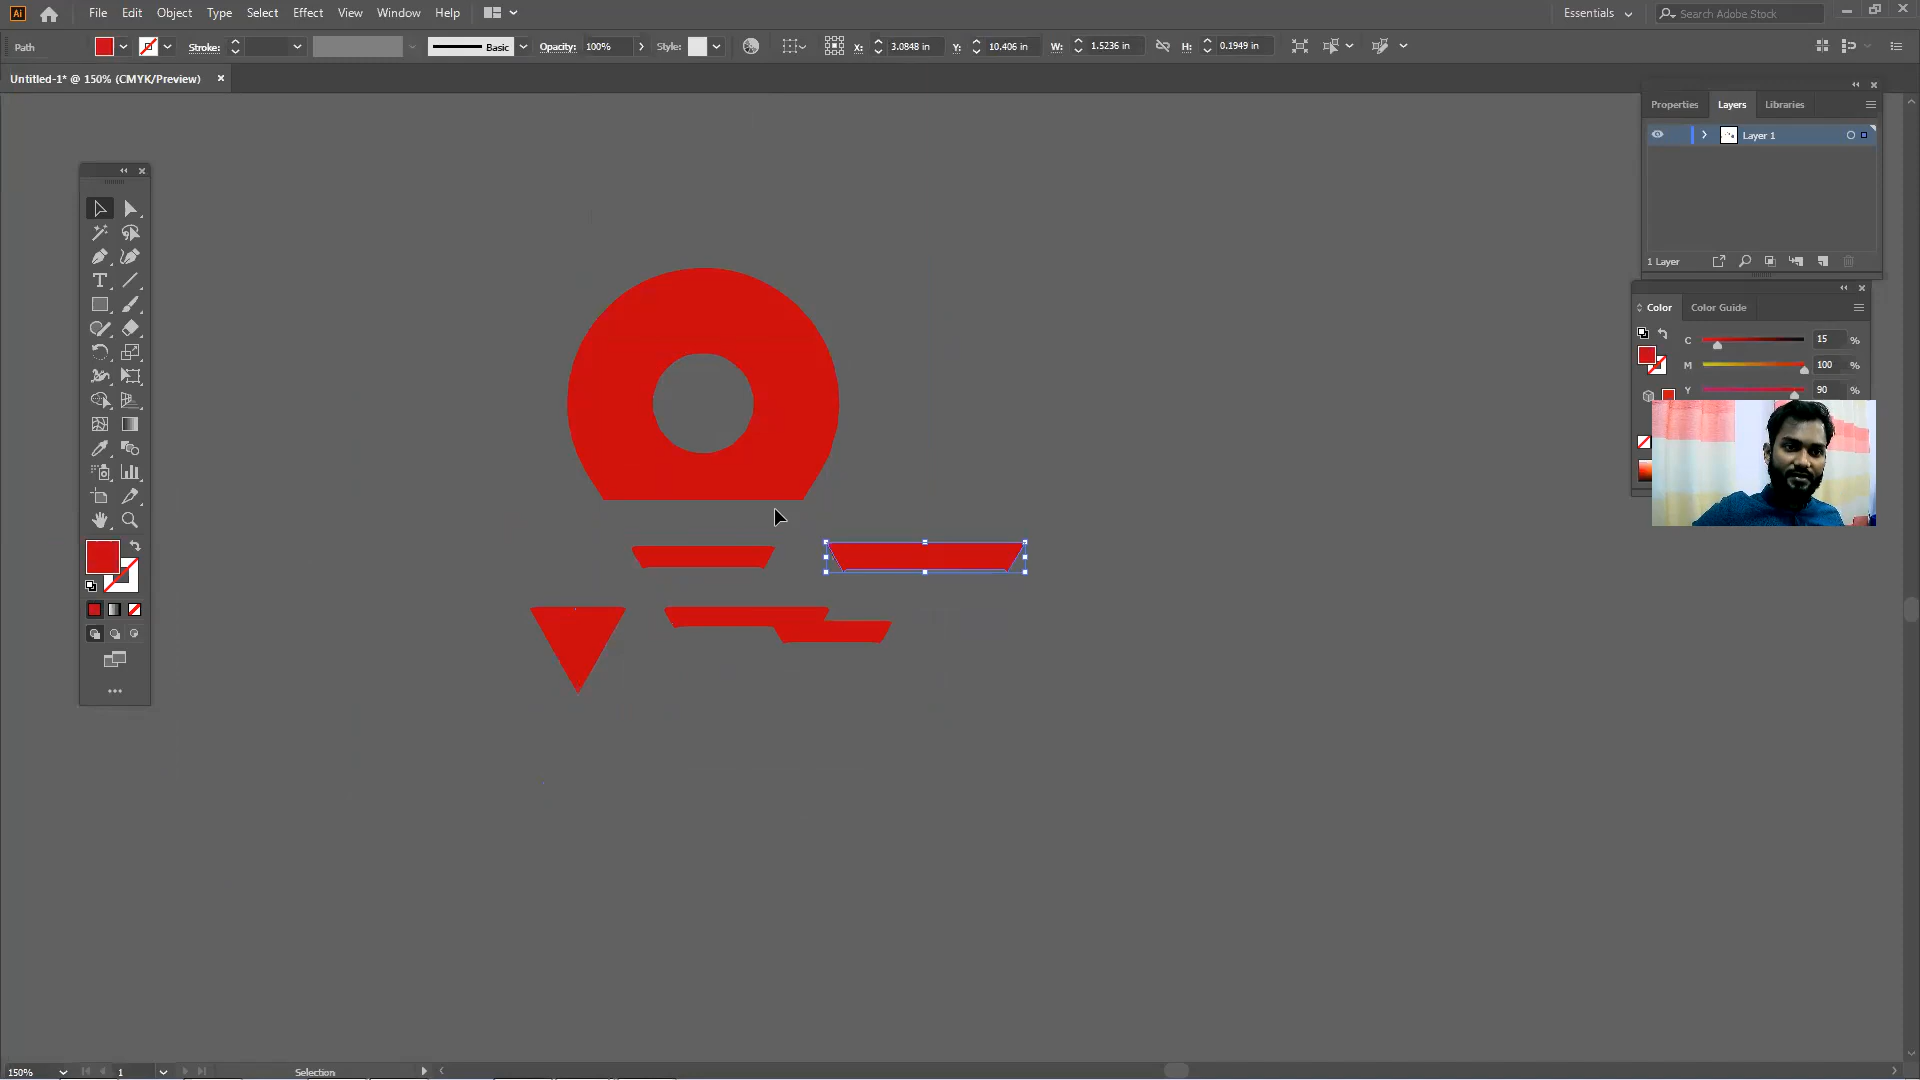 Ai File Edit Object Type Select Effect View Window Help Essentials Search Adobe Stock
Path Stroke: Basic Opacity: 100% Style: X: 3.0848 in Y: 10.406 in W: 1.5236 in H: 0.1949 in
Untitled-1* @ 150% (CMYK/Preview)
Properties Layers Libraries
Layer 1
1 Layer
Color Color Guide
C 15 %
M 100 %
Y 90 %
150% 1 Selection